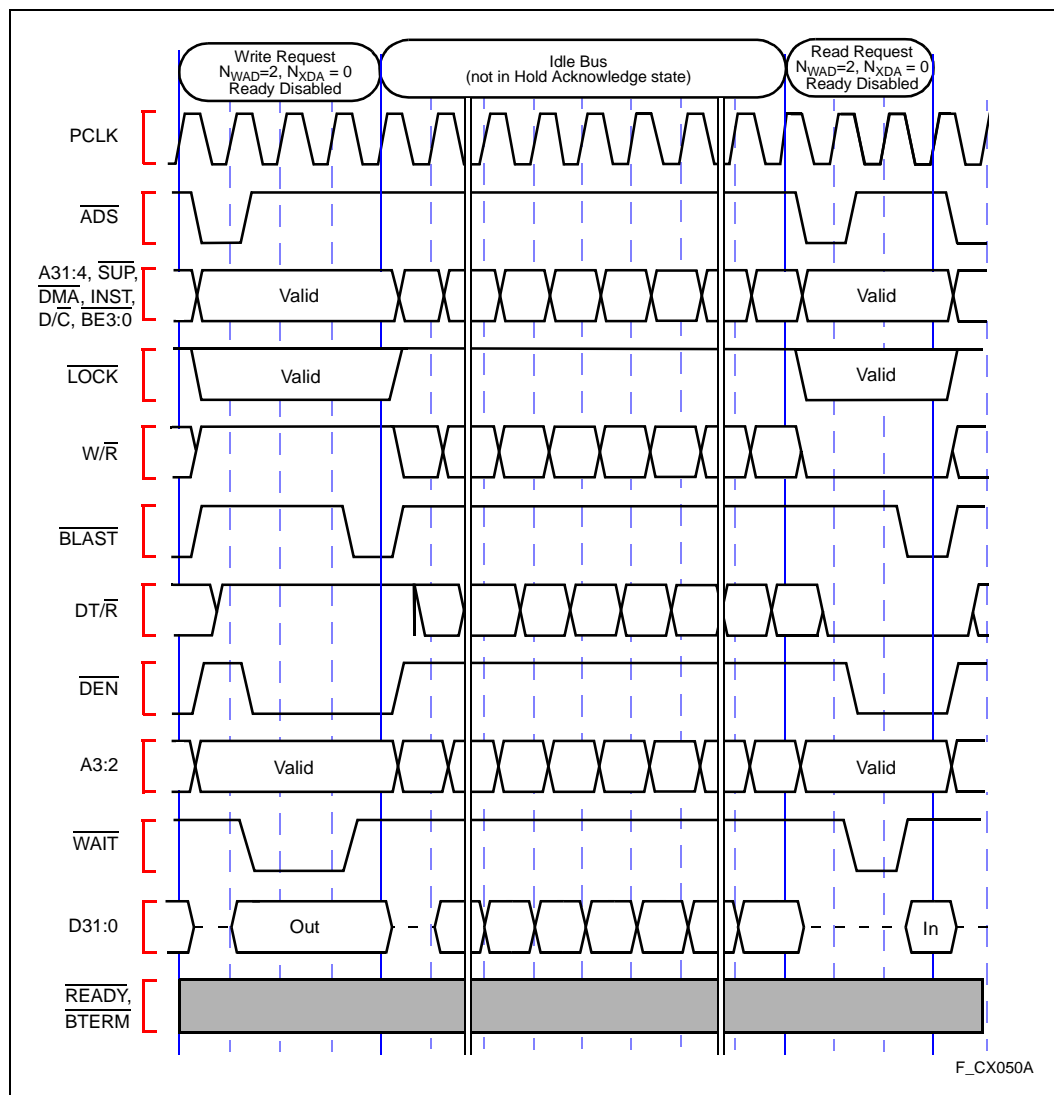 Write Request
NWAD=2, NXDA = 0
Ready Disabled
Idle Bus
(not in Hold Acknowledge state)
Read Request
NWAD=2, NXDA = 0
Ready Disabled
PCLK
ADS
A31:4, SUP,
DMA, INST,
D/C, BE3:0
Valid
Valid
LOCK
Valid
Valid
W/R
BLAST
DT/R
DEN
A3:2
Valid
Valid
WAIT
D31:0
Out
In
READY,
BTERM
F_CX050A